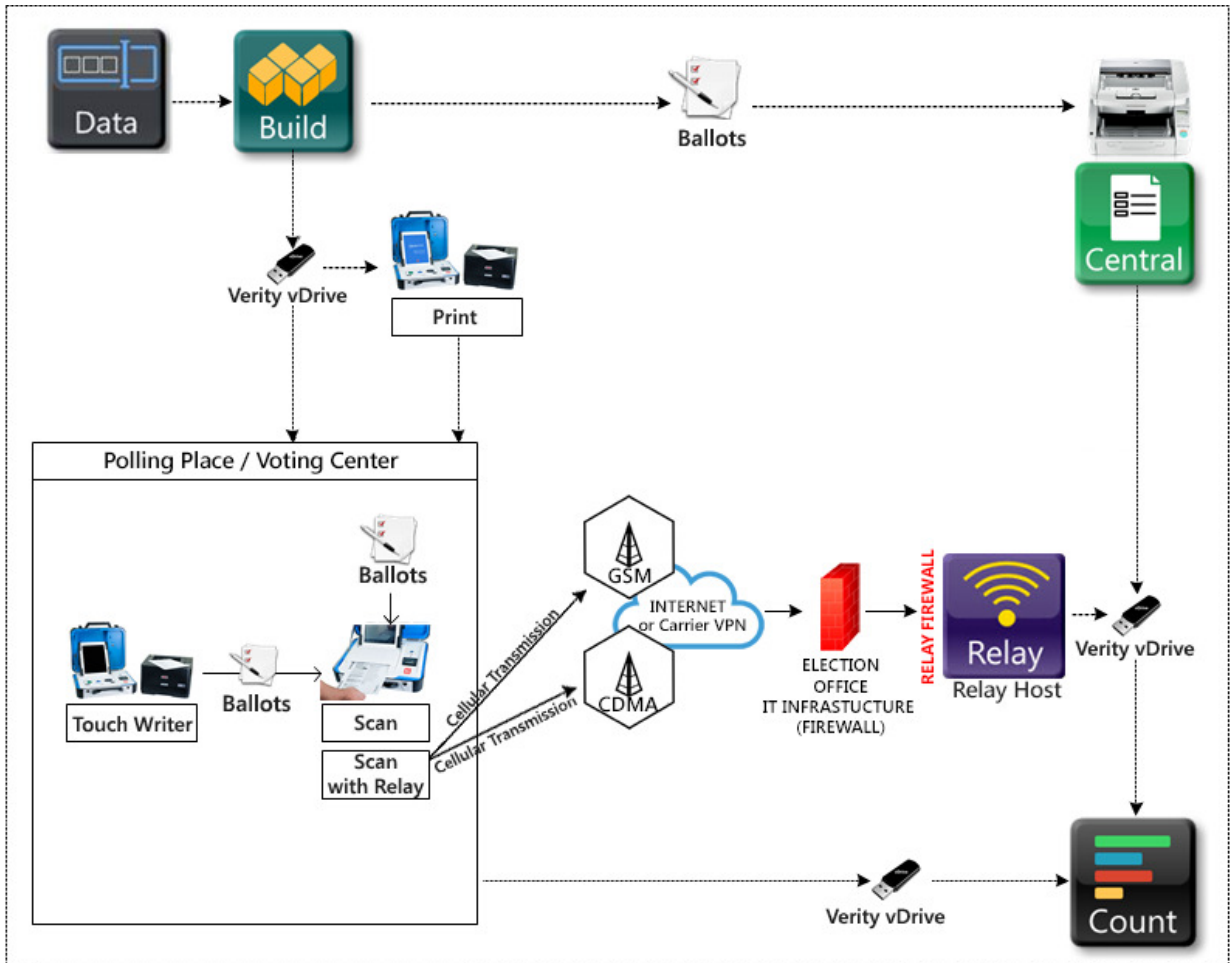 Data
Build
Ballots
Central
Verity vDrive
Print
Polling Place / Voting Center
Ballots
Touch Writer
Ballots
Scan
Scan
with Relay
Cellular Transmission
Cellular Transmission
GSM
CDMA
INTERNET
or Carrier VPN
ELECTION
OFFICE
IT INFRASTUCTURE
(FIREWALL)
RELAY FIREWALL
Relay
Relay Host
Verity vDrive
Verity vDrive
Count